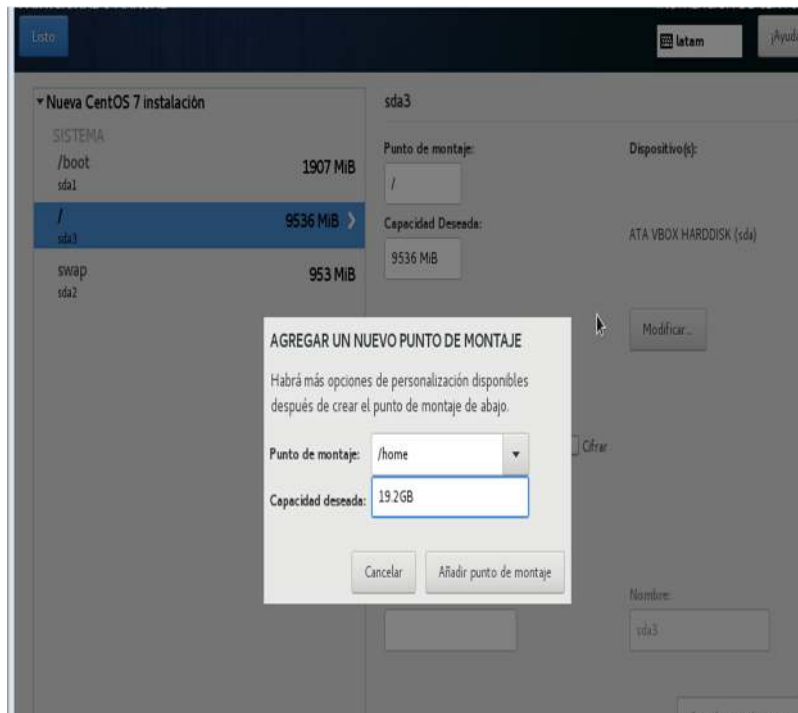 Listo
latam
¡Ayuda
Nueva CentOS 7 instalación
SISTEMA
/boot
1907 MiB
sda1
/
9536 MiB
sda3
swap
953 MiB
sda2
sda3
Punto de montaje:
/
Capacidad Deseada:
9536 MiB
Dispositivo(s):
ATA VBOX HARDDISK (sda)
Modificar...
Cifrar
AGREGAR UN NUEVO PUNTO DE MONTAJE
Habrá más opciones de personalización disponibles
después de crear el punto de montaje de abajo.
Punto de montaje: /home
Capacidad deseada: 19.2GB
Cancelar
Añadir punto de montaje
Nombre:
sda3